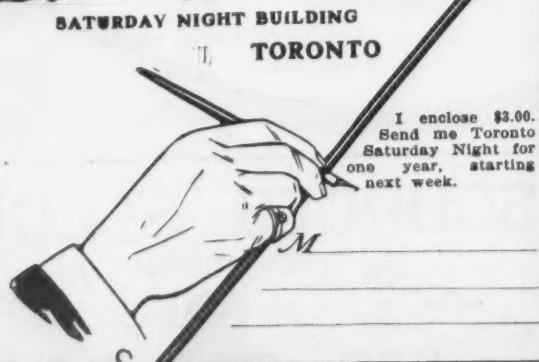 SATURDAY NIGHT BUILDING
TORONTO
I enclose $3.00.
Send me Toronto
Saturday Night for
one year, starting
next week.
M